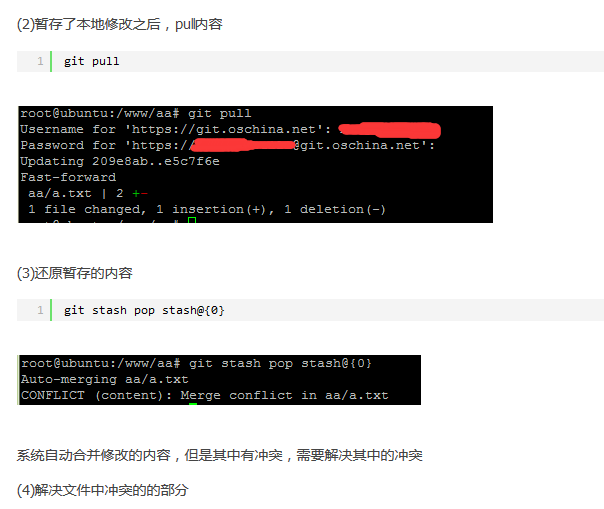 (2)暂存了本地修改之后，pul内容
1 git pull
root@ubuntu:/www/aa# git pull
Username for 'https://git.oschina.net':
Password for 'https://@git.oschina.net':
Updating 209e8ab..e5c7f6e
Fast-forward
aa/a.txt | 2 +-
1 file changed, 1 insertion(+), 1 deletion(-)
(3)还原暂存的内容
1 git stash pop stash@{0}
root@ubuntu:/www/aa# git stash pop stash@{0}
Auto-merging aa/a.txt
CONFLICT (content): Merge conflict in aa/a.txt
系统自动合并修改的内容，但是其中有冲突，需要解决其中的冲突
(4)解决文件中冲突的的部分